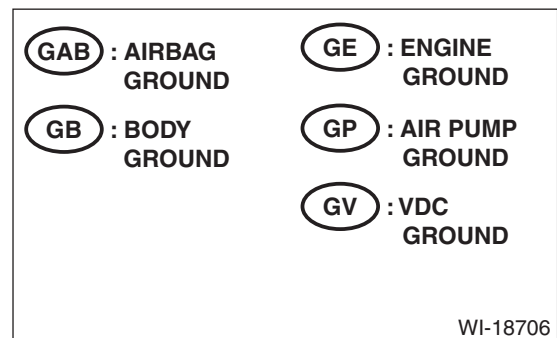 GAB : AIRBAG
GROUND
GB : BODY
GROUND
GE : ENGINE
GROUND
GP : AIR PUMP
GROUND
GV : VDC
GROUND
WI-18706